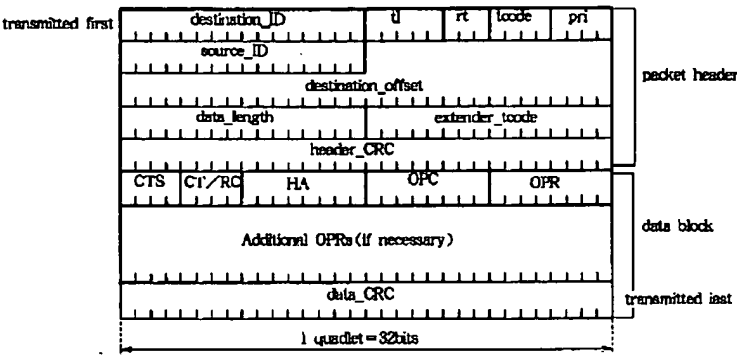 transmitted first
destination_ID tl rt tcode pri
source_ID
destination_offset
packet header
data_length extender_tcode
header_CRC
CTS CT/RC HA OPC OPR
Additional OPRs(if necessary)
data block
data_CRC
transmitted last
1 quadlet=32bits